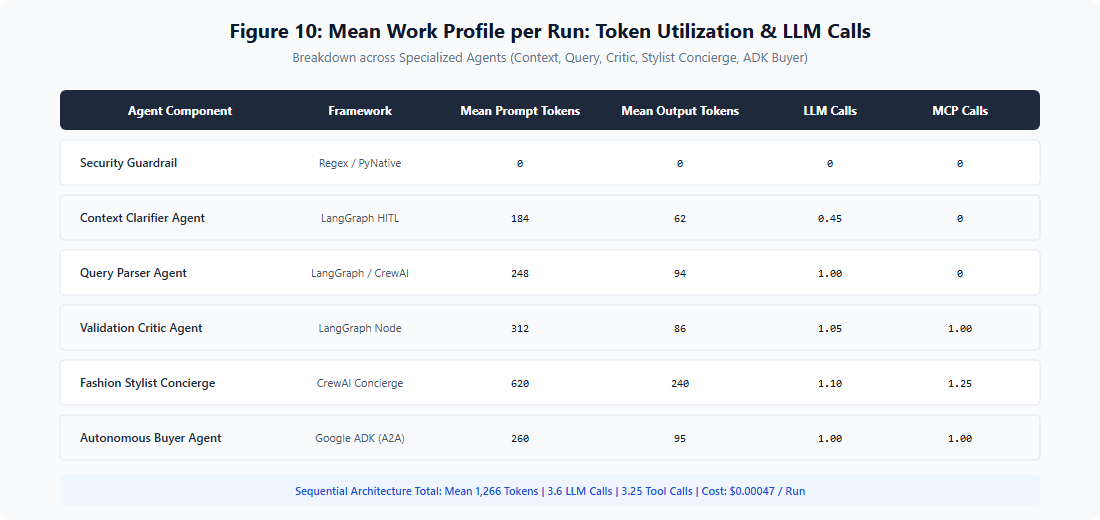 Figure 10: Mean Work Profile per Run: Token Utilization & LLM Calls
Breakdown across Specialized Agents (Context, Query, Critic, Stylist Concierge, ADK Buyer)
Agent Component Framework Mean Prompt Tokens Mean Output Tokens LLM Calls MCP Calls
Security Guardrail Regex / PyNative 0 0 0 0
Context Clarifier Agent LangGraph HITL 184 62 0.45 0
Query Parser Agent LangGraph / CrewAI 248 94 1.00 0
Validation Critic Agent LangGraph Node 312 86 1.05 1.00
Fashion Stylist Concierge CrewAI Concierge 620 240 1.10 1.25
Autonomous Buyer Agent Google ADK (A2A) 260 95 1.00 1.00
Sequential Architecture Total: Mean 1,266 Tokens | 3.6 LLM Calls | 3.25 Tool Calls | Cost: $0.00047 / Run